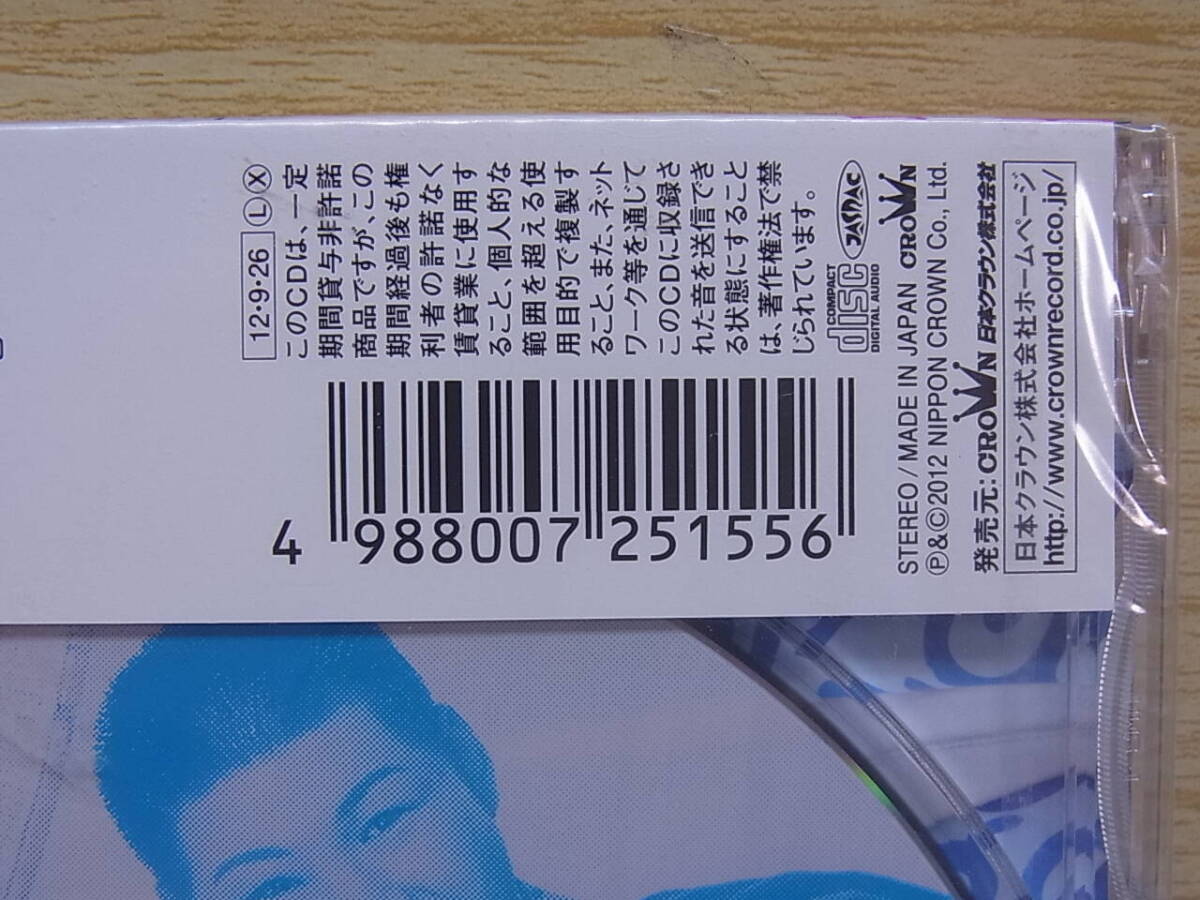 12・9・26 Ⓛ Ⓧ
このCDは、一定
期間貸与非許諾
商品ですが、この
期間経過後も権
利者の許諾なく
賃貸業に使用す
ること、個人的な
範囲を超える使
用目的で複製す
ること、また、ネット
ワーク等を通じて
このCDに収録さ
れた音を送信でき
る状態にすること
は、著作権法で禁
じられています。
JASRAC
COMPACT
disc
DIGITAL AUDIO
4 988007 251556
STEREO/MADE IN JAPAN CROWN
Ⓟ&Ⓒ2012 NIPPON CROWN Co., Ltd.
発売元:CROWN 日本クラウン株式会社
日本クラウン株式会社ホームページ
http://www.crownrecord.co.jp/